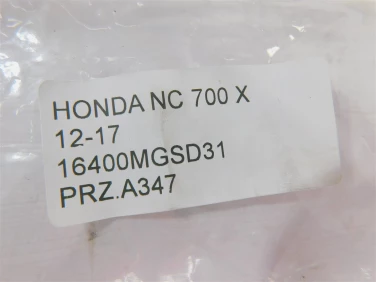 HONDA NC 700 X
12-17
16400MGSD31
PRZ.A347